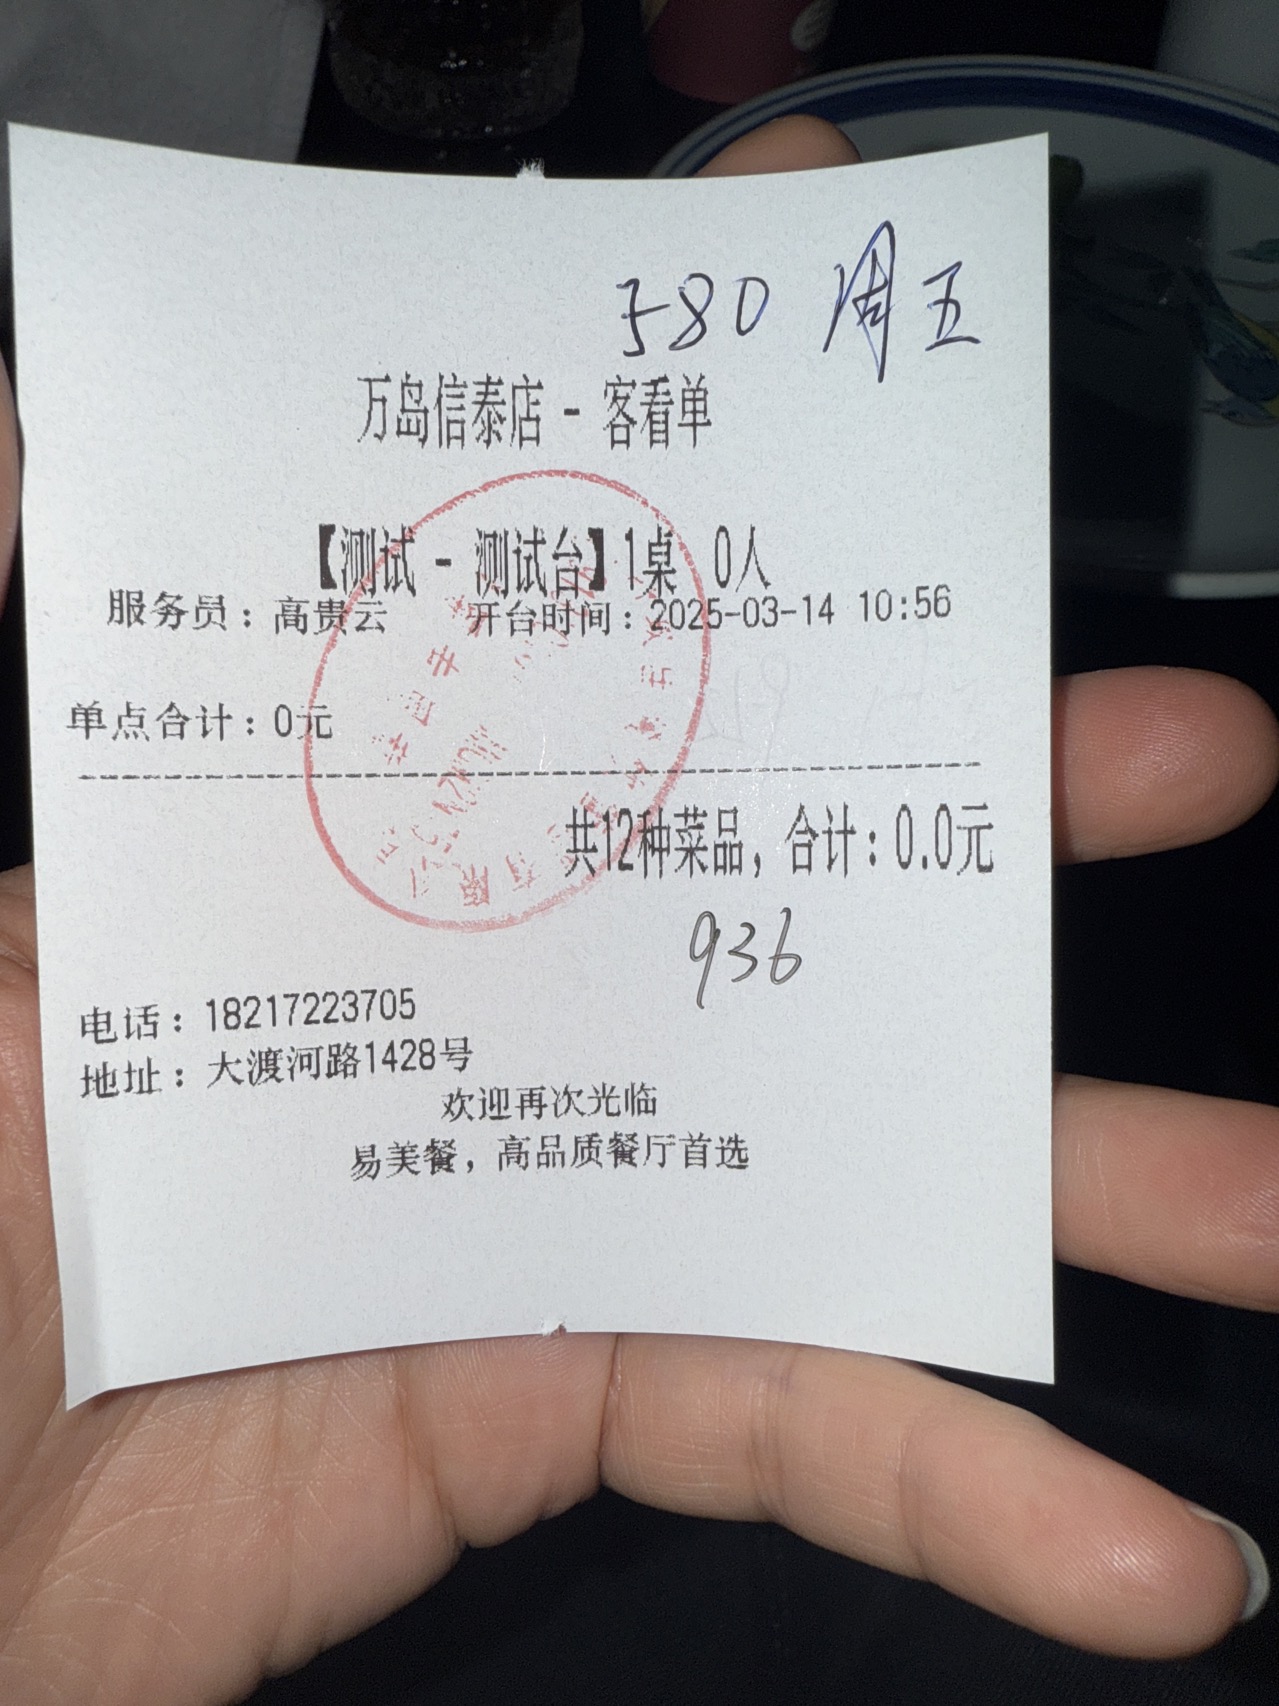 580 周五
万岛信泰店 - 客看单
【测试 - 测试台】1桌 0人
服务员：高贵云 开台时间：2025-03-14 10:56
单点合计：0元
共12种菜品，合计：0.0元
936
电话：18217223705
地址：大渡河路1428号
欢迎再次光临
易美餐，高品质餐厅首选